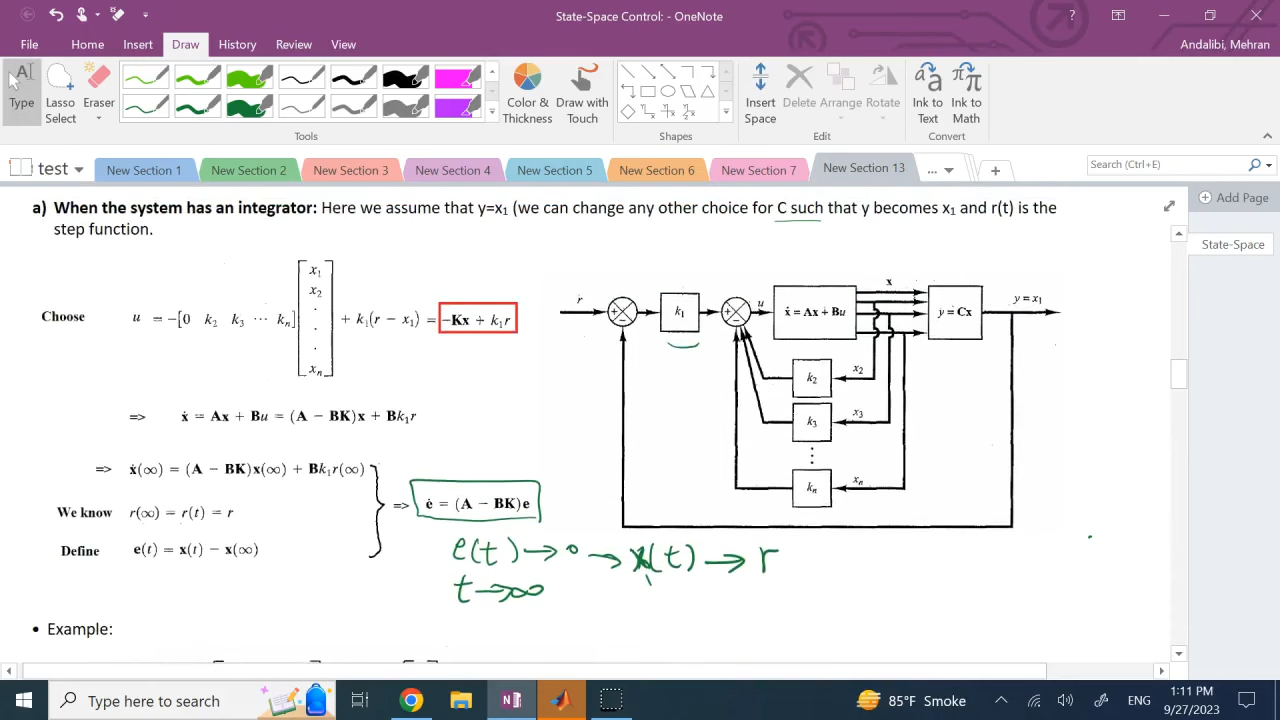 State-Space Control: - OneNote
?
File Home Insert Draw History Review View
Andalibi, Mehran
Type Lasso Select Eraser
Color & Thickness Draw with Touch
Insert Space Delete Arrange Rotate
Ink to Text Ink to Math
Tools Shapes Edit Convert
test New Section 1 New Section 2 New Section 3 New Section 4 New Section 5 New Section 6 New Section 7 New Section 13 ... +
Search (Ctrl+E)
Add Page
State-Space
a) When the system has an integrator: Here we assume that y=x₁ (we can change any other choice for C such that y becomes x₁ and r(t) is the
step function.
Choose u = -[0 k₂ k₃ ⋯ kₙ] [x₁ x₂ . . . xₙ] + k₁(r − x₁) = −Kx + k₁r
=> ẋ = Ax + Bu = (A − BK)x + Bk₁r
=> ẋ(∞) = (A − BK)x(∞) + Bk₁r(∞)
We know r(∞) = r(t) = r
Define e(t) = x(t) − x(∞)
=> ė = (A − BK)e
e(t) → 0 → x₁(t) → r
t → ∞
r + − k₁ + − u ẋ = Ax + Bu x y = Cx y = x₁
k₂ x₂
k₃ x₃
⋮
kₙ xₙ
• Example:
Type here to search
85°F Smoke
ENG
1:11 PM
9/27/2023